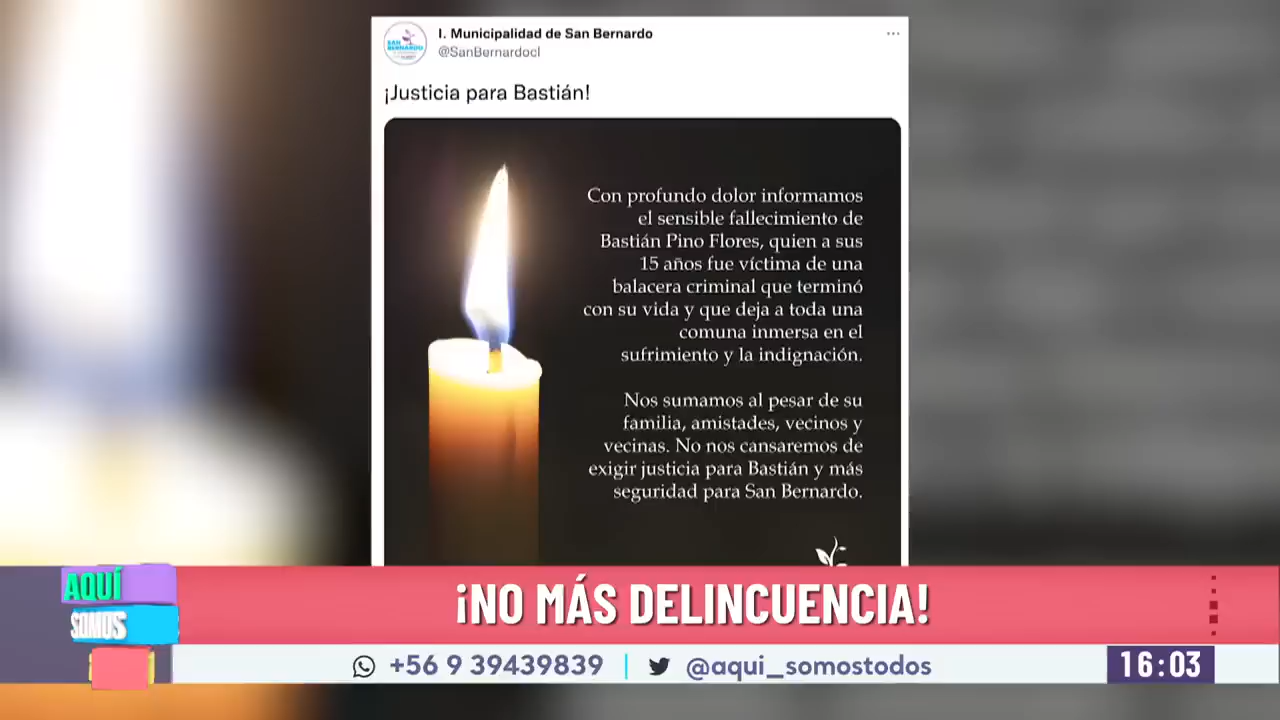 I. Municipalidad de San Bernardo
@SanBernardocl
¡Justicia para Bastián!
Con profundo dolor informamos
el sensible fallecimiento de
Bastián Pino Flores, quien a sus
15 años fue víctima de una
balacera criminal que terminó
con su vida y que deja a toda una
comuna inmersa en el
sufrimiento y la indignación.
Nos sumamos al pesar de su
familia, amistades, vecinos y
vecinas. No nos cansaremos de
exigir justicia para Bastián y más
seguridad para San Bernardo.
AQUÍ
SOMOS
¡NO MÁS DELINCUENCIA!
+56 9 39439839
@aqui_somostodos
16:03